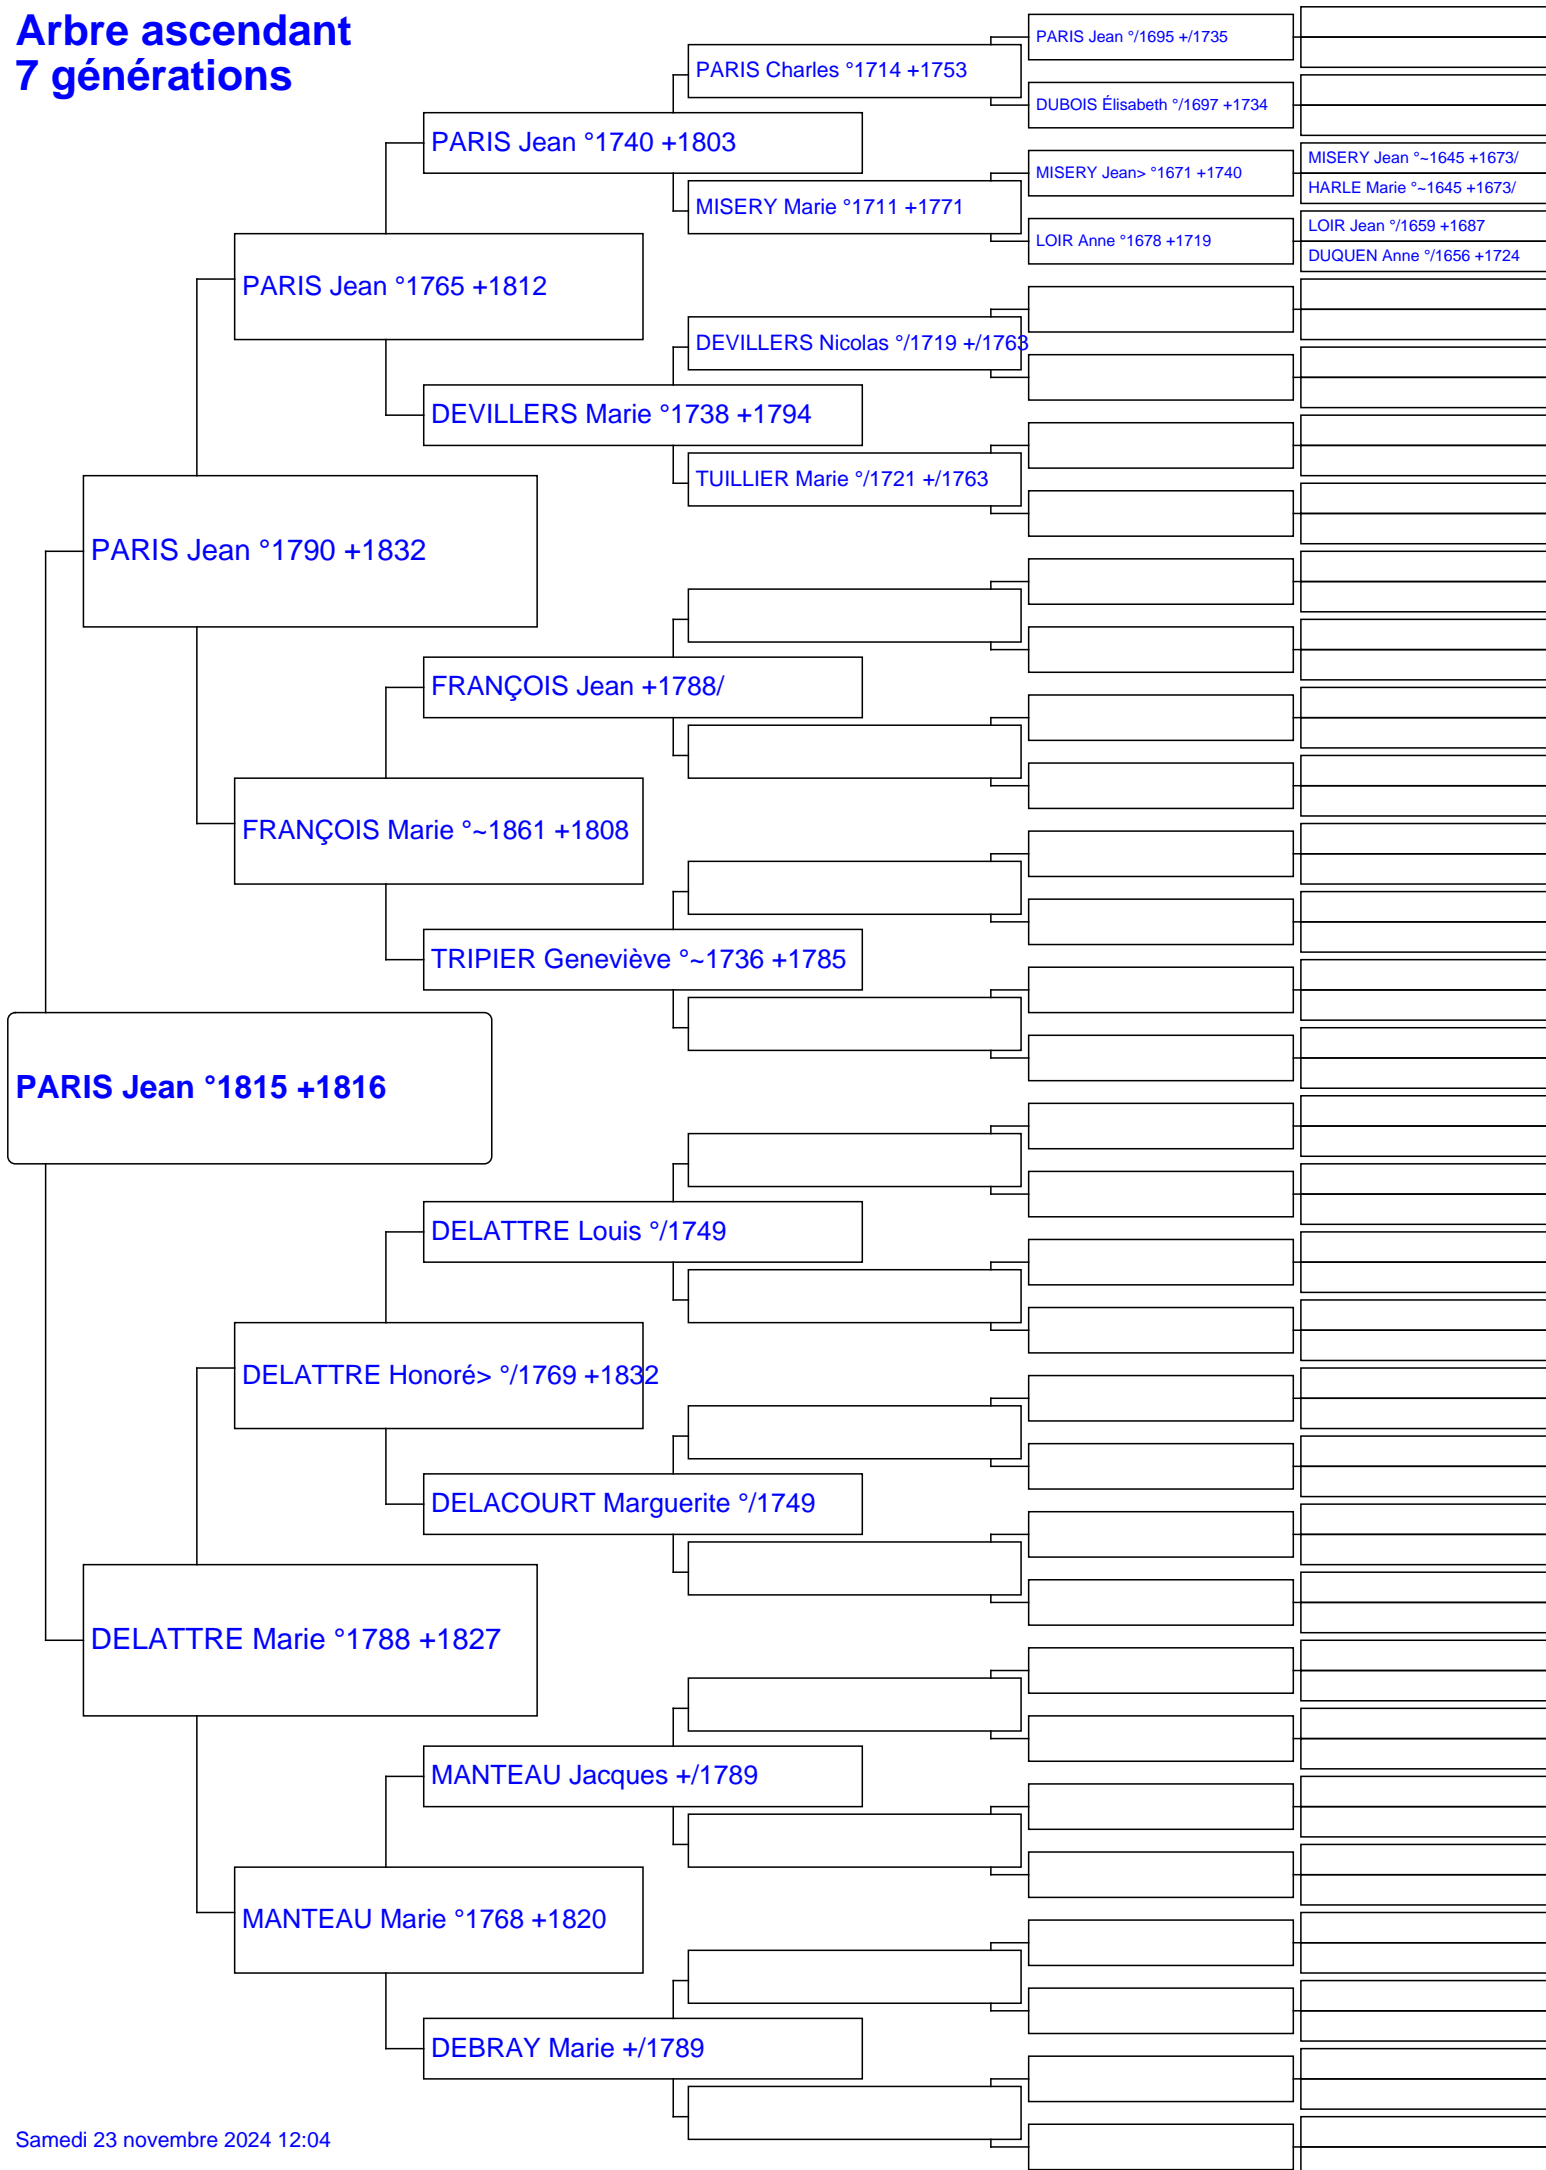 Arbre ascendant
7 générations
PARIS Jean °/1695 +/1735
PARIS Charles °1714 +1753
DUBOIS Élisabeth °/1697 +1734
PARIS Jean °1740 +1803
MISERY Jean °~1645 +1673/
MISERY Jean> °1671 +1740
HARLE Marie °~1645 +1673/
MISERY Marie °1711 +1771
LOIR Jean °/1659 +1687
LOIR Anne °1678 +1719
DUQUEN Anne °/1656 +1724
PARIS Jean °1765 +1812
DEVILLERS Nicolas °/1719 +/1763
DEVILLERS Marie °1738 +1794
TUILLIER Marie °/1721 +/1763
PARIS Jean °1790 +1832
FRANÇOIS Jean +1788/
FRANÇOIS Marie °~1861 +1808
TRIPIER Geneviève °~1736 +1785
PARIS Jean °1815 +1816
DELATTRE Louis °/1749
DELATTRE Honoré> °/1769 +1832
DELACOURT Marguerite °/1749
DELATTRE Marie °1788 +1827
MANTEAU Jacques +/1789
MANTEAU Marie °1768 +1820
DEBRAY Marie +/1789
Samedi 23 novembre 2024 12:04